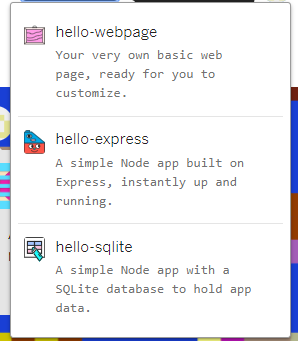 hello-webpage
Your very own basic web
page, ready for you to
customize.
hello-express
A simple Node app built on
Express, instantly up and
running.
hello-sqlite
A simple Node app with a
SQLite database to hold app
data.